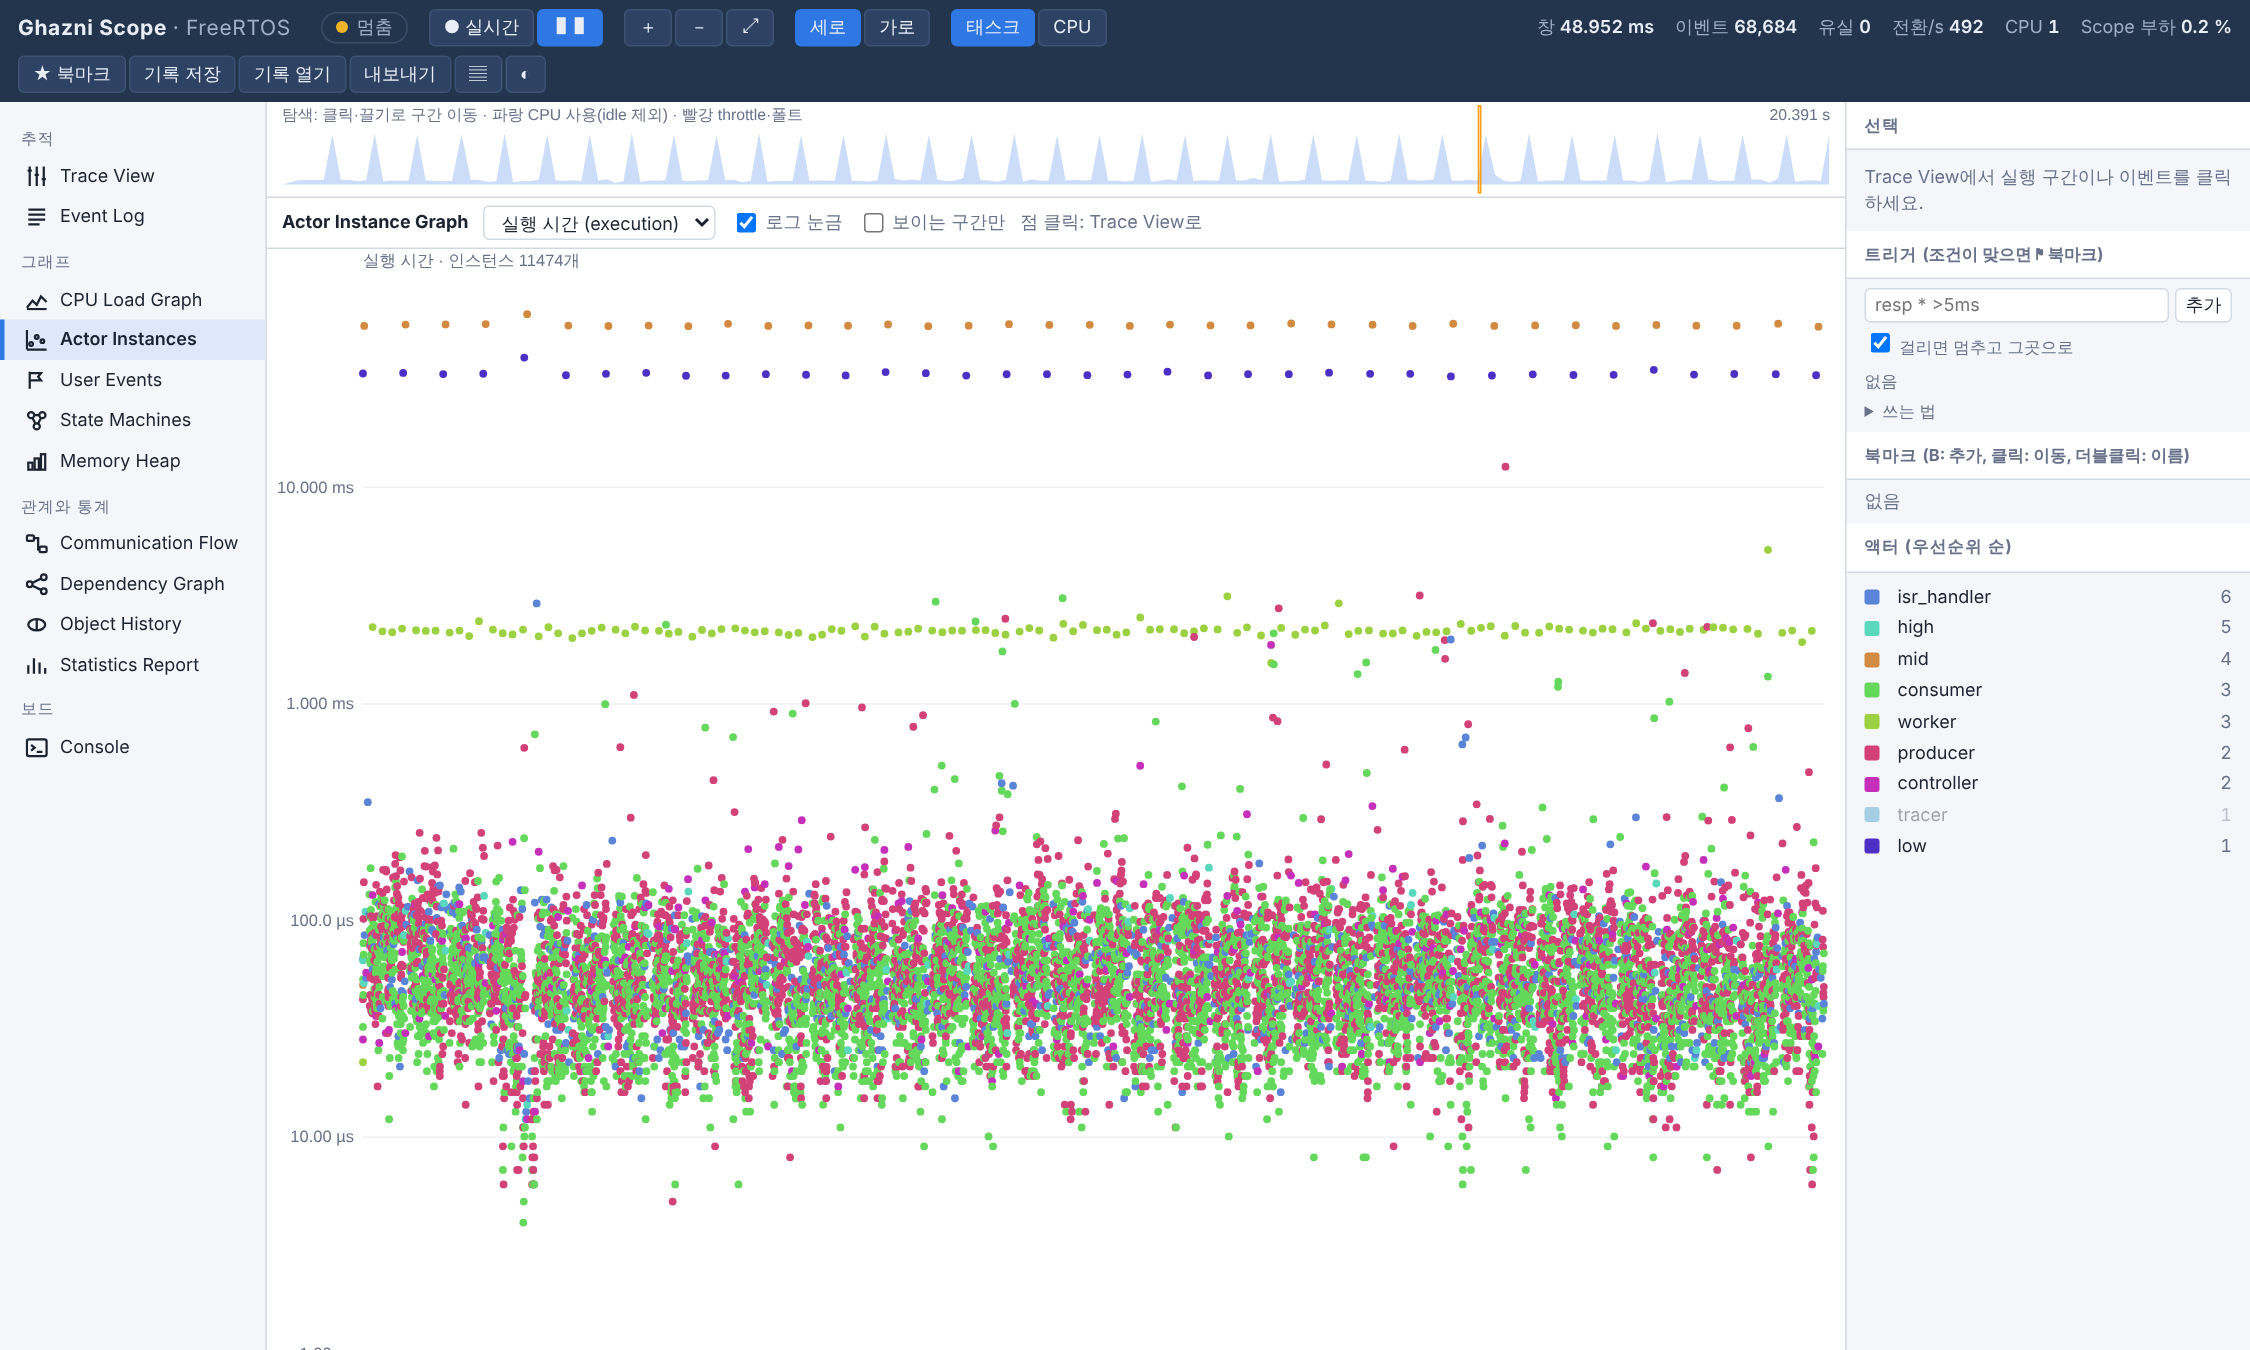 Ghazni Scope · FreeRTOS 멈춤 실시간 + − 세로 가로 태스크 CPU 창 48.952 ms 이벤트 68,684 유실 0 전환/s 492 CPU 1 Scope 부하 0.2 %
★ 북마크 기록 저장 기록 열기 내보내기
추적
Trace View
Event Log
그래프
CPU Load Graph
Actor Instances
User Events
State Machines
Memory Heap
관계와 통계
Communication Flow
Dependency Graph
Object History
Statistics Report
보드
Console
탐색: 클릭·끌기로 구간 이동 · 파랑 CPU 사용(idle 제외) · 빨강 throttle·폴트 20.391 s
Actor Instance Graph 실행 시간 (execution) 로그 눈금 보이는 구간만 점 클릭: Trace View로
실행 시간 · 인스턴스 11474개
10.000 ms
1.000 ms
100.0 µs
10.00 µs
선택
Trace View에서 실행 구간이나 이벤트를 클릭
하세요.
트리거 (조건이 맞으면 ⚑ 북마크)
resp * >5ms 추가
걸리면 멈추고 그곳으로
없음
▶ 쓰는 법
북마크 (B: 추가, 클릭: 이동, 더블클릭: 이름)
없음
액터 (우선순위 순)
isr_handler 6
high 5
mid 4
consumer 3
worker 3
producer 2
controller 2
tracer 1
low 1